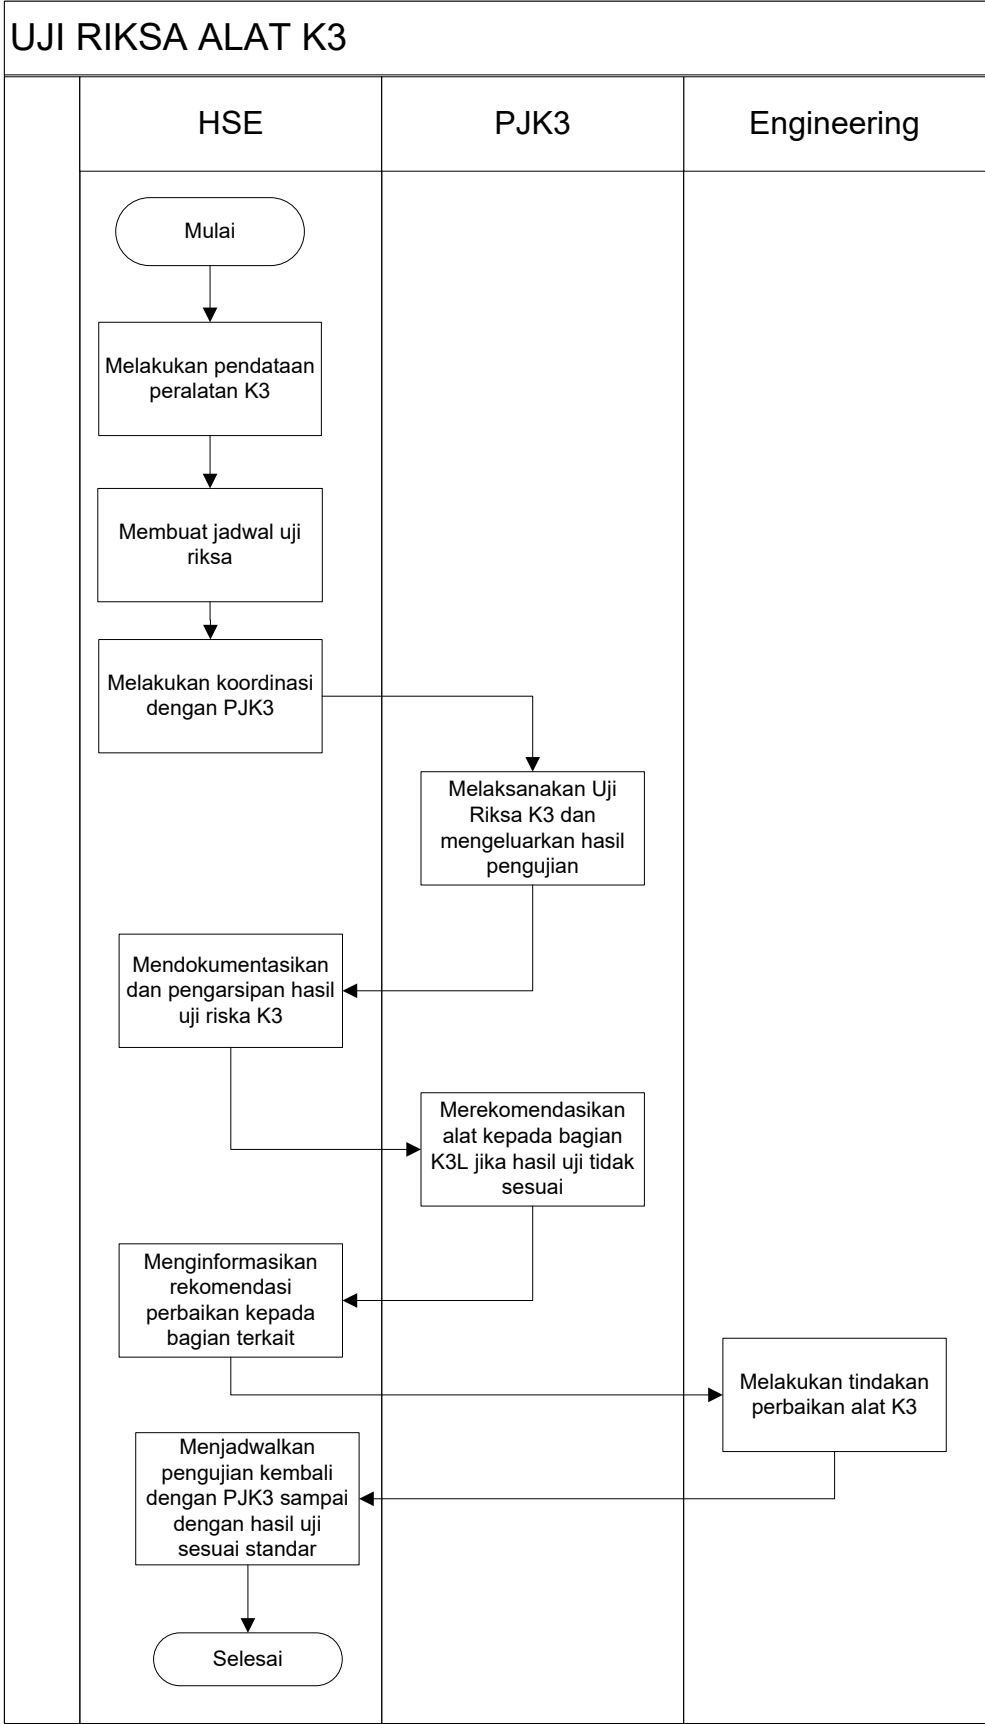 UJI RIKSA ALAT K3
HSE
PJK3
Engineering
Mulai
Melakukan pendataan
peralatan K3
Membuat jadwal uji
riksa
Melakukan koordinasi
dengan PJK3
Melaksanakan Uji
Riksa K3 dan
mengeluarkan hasil
pengujian
Mendokumentasikan
dan pengarsipan hasil
uji riska K3
Merekomendasikan
alat kepada bagian
K3L jika hasil uji tidak
sesuai
Menginformasikan
rekomendasi
perbaikan kepada
bagian terkait
Melakukan tindakan
perbaikan alat K3
Menjadwalkan
pengujian kembali
dengan PJK3 sampai
dengan hasil uji
sesuai standar
Selesai